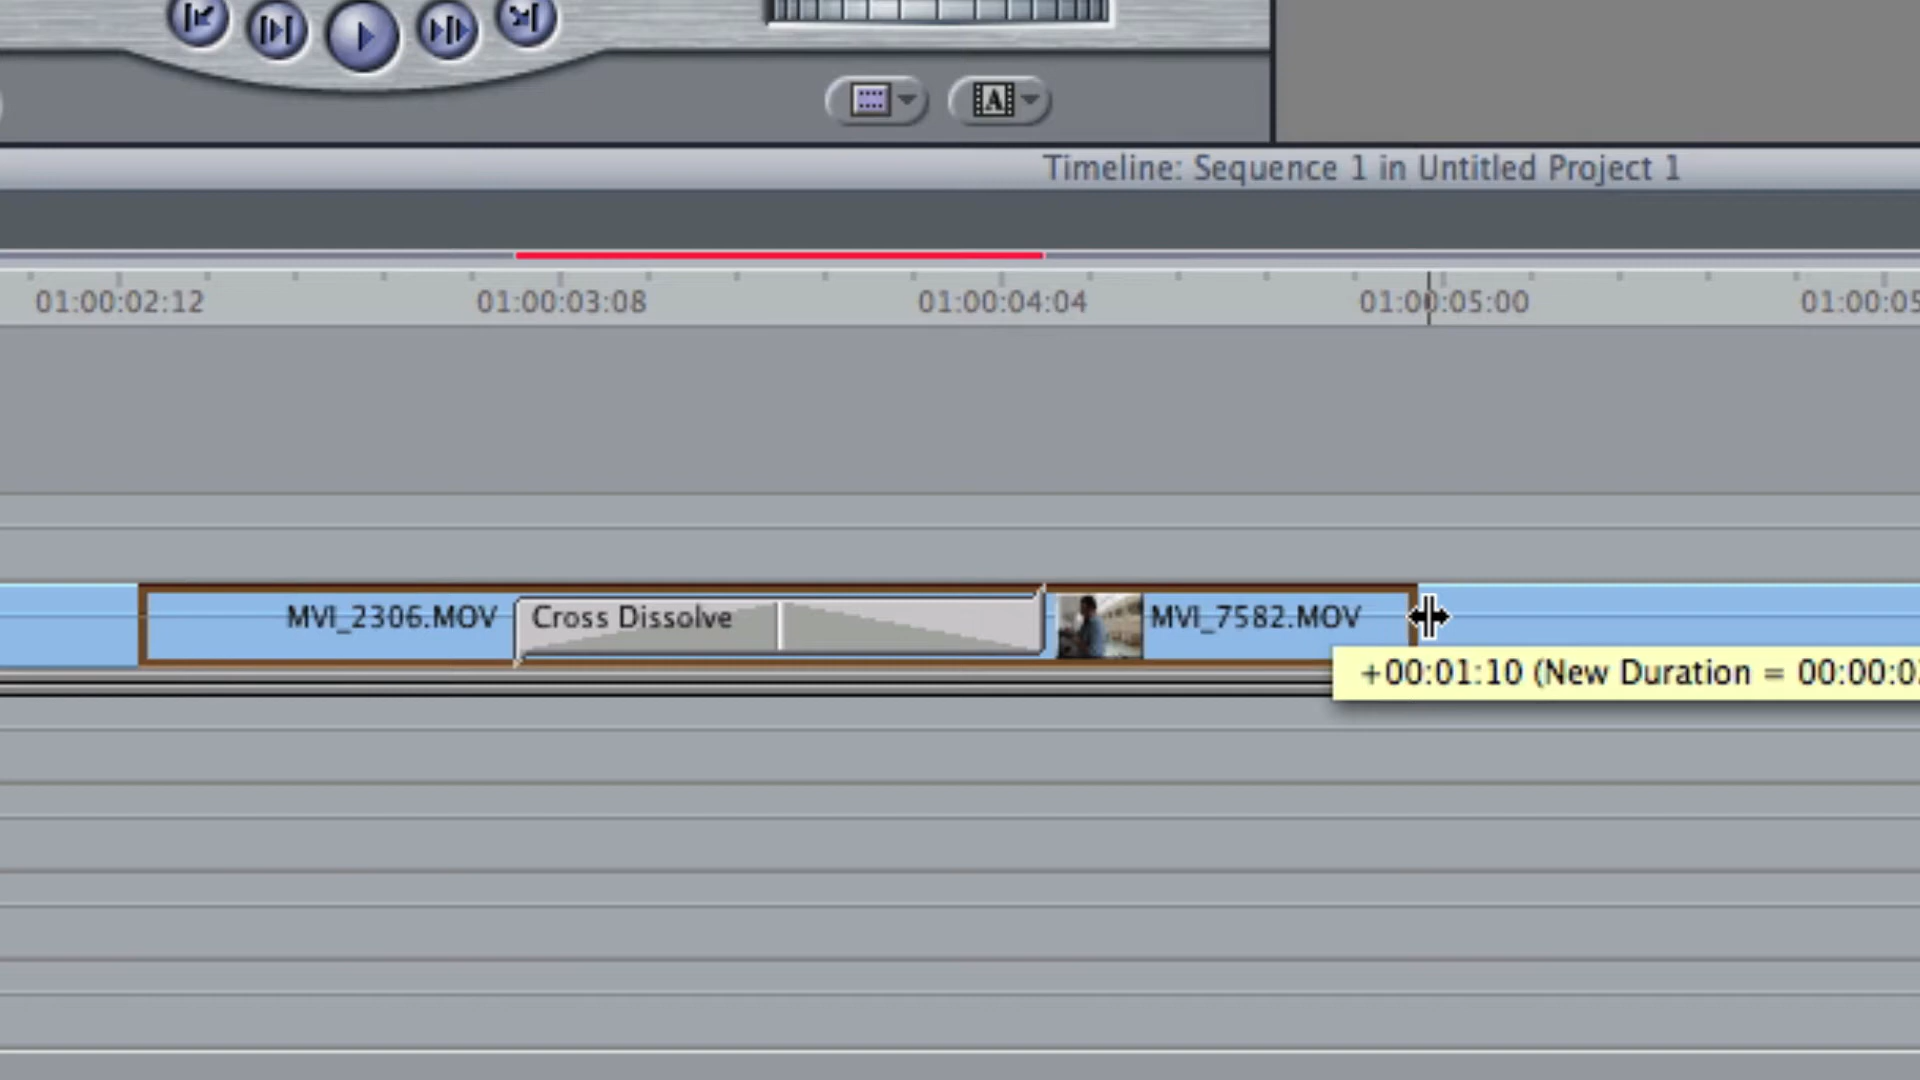 A
Timeline: Sequence 1 in Untitled Project 1
01:00:02:12 01:00:03:08 01:00:04:04 01:00:05:00 01:00:05
MVI_2306.MOV Cross Dissolve MVI_7582.MOV
+00:01:10 (New Duration = 00:00:0